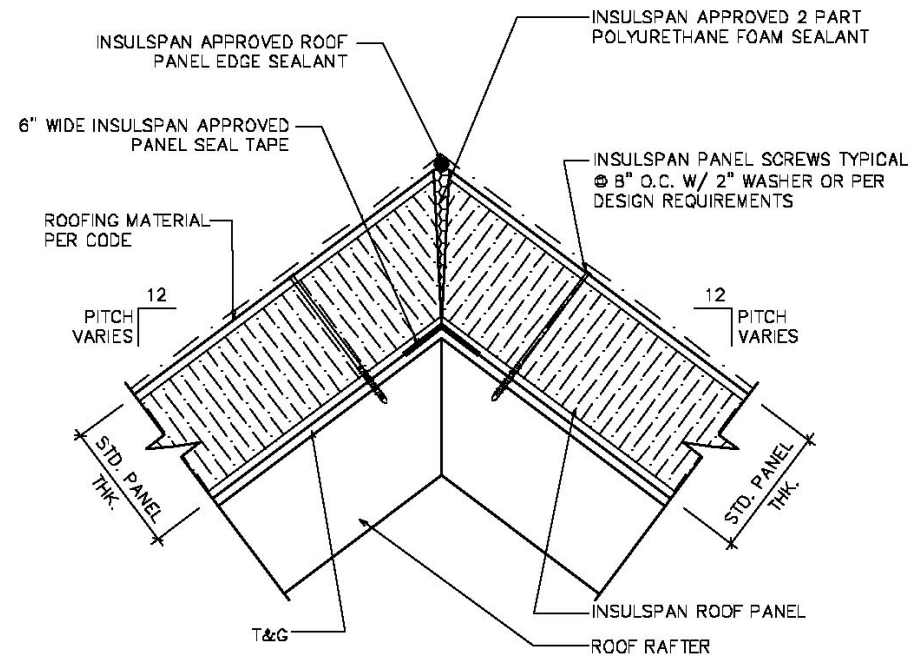 INSULSPAN APPROVED ROOF
PANEL EDGE SEALANT
INSULSPAN APPROVED 2 PART
POLYURETHANE FOAM SEALANT
6" WIDE INSULSPAN APPROVED
PANEL SEAL TAPE
INSULSPAN PANEL SCREWS TYPICAL
@ 8" O.C. W/ 2" WASHER OR PER
DESIGN REQUIREMENTS
ROOFING MATERIAL
PER CODE
12
PITCH
VARIES
12
PITCH
VARIES
STD. PANEL
THK.
STD. PANEL
THK.
INSULSPAN ROOF PANEL
T&G
ROOF RAFTER